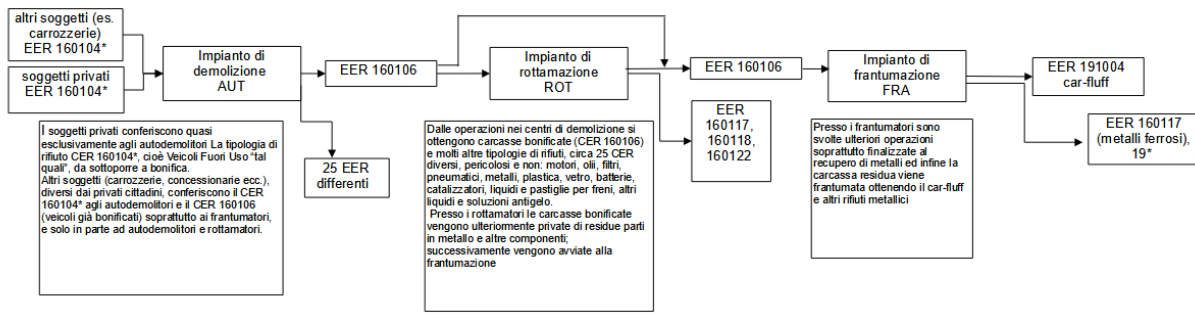 altri soggetti (es.
carrozzerie)
EER 160104*
soggetti privati
EER 160104*
Impianto di
demolizione
AUT
EER 160106
Impianto di
rottamazione
ROT
EER 160106
Impianto di
frantumazione
FRA
EER 191004
car-fluff
EER 160117
(metalli ferrosi),
19*
EER
160117,
160118,
160122
25 EER
differenti
I soggetti privati conferiscono quasi
esclusivamente agli autodemolitori La tipologia di
rifiuto CER 160104*, cioè Veicoli Fuori Uso “tal
quali”, da sottoporre a bonifica.
Altri soggetti (carrozzerie, concessionarie ecc.),
diversi dai privati cittadini, conferiscono il CER
160104* agli autodemolitori e il CER 160106
(veicoli già bonificati) soprattutto ai frantumatori,
e solo in parte ad autodemolitori e rottamatori.
Dalle operazioni nei centri di demolizione si
ottengono carcasse bonificate (CER 160106)
e molti altre tipologie di rifiuti, circa 25 CER
diversi, pericolosi e non: motori, olii, filtri,
pneumatici, metalli, plastica, vetro, batterie,
catalizzatori, liquidi e pastiglie per freni, altri
liquidi e soluzioni antigelo.
Presso i rottamatori le carcasse bonificate
vengono ulteriormente private di residue parti
in metallo e altre componenti;
successivamente vengono avviate alla
frantumazione
Presso i frantumatori sono
svolte ulteriori operazioni
soprattutto finalizzate al
recupero di metalli ed infine la
carcassa residua viene
frantumata ottenendo il car-fluff
e altri rifiuti metallici